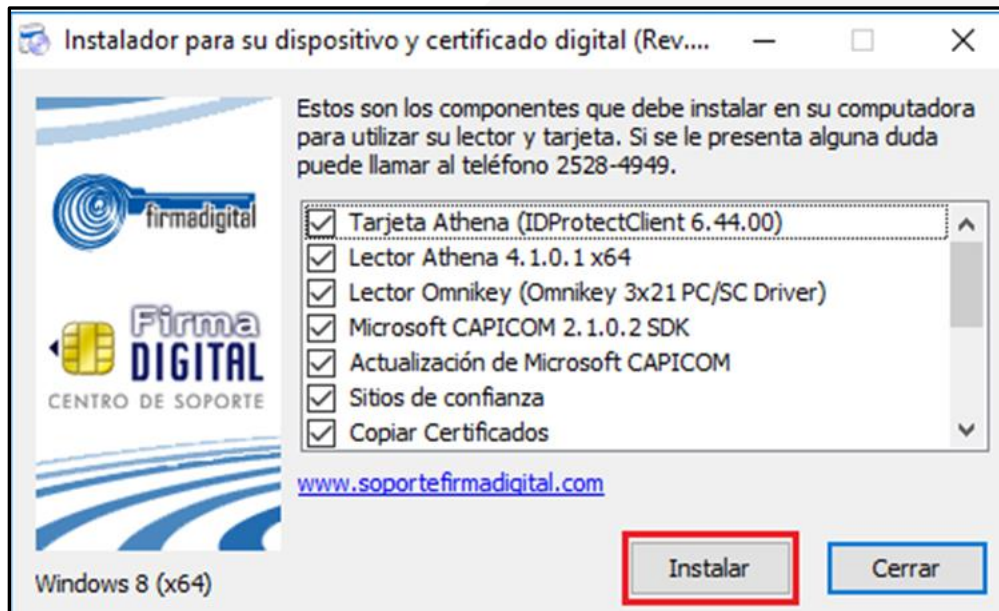 Instalador para su dispositivo y certificado digital (Rev....
Estos son los componentes que debe instalar en su computadora
para utilizar su lector y tarjeta. Si se le presenta alguna duda
puede llamar al teléfono 2528-4949.
firmadigital
Tarjeta Athena (IDProtectClient 6.44.00)
Lector Athena 4.1.0.1 x64
Lector Omnikey (Omnikey 3x21 PC/SC Driver)
Microsoft CAPICOM 2.1.0.2 SDK
Actualización de Microsoft CAPICOM
Sitios de confianza
Copiar Certificados
Firma
DIGITAL
CENTRO DE SOPORTE
www.soportefirmadigital.com
Instalar
Cerrar
Windows 8 (x64)